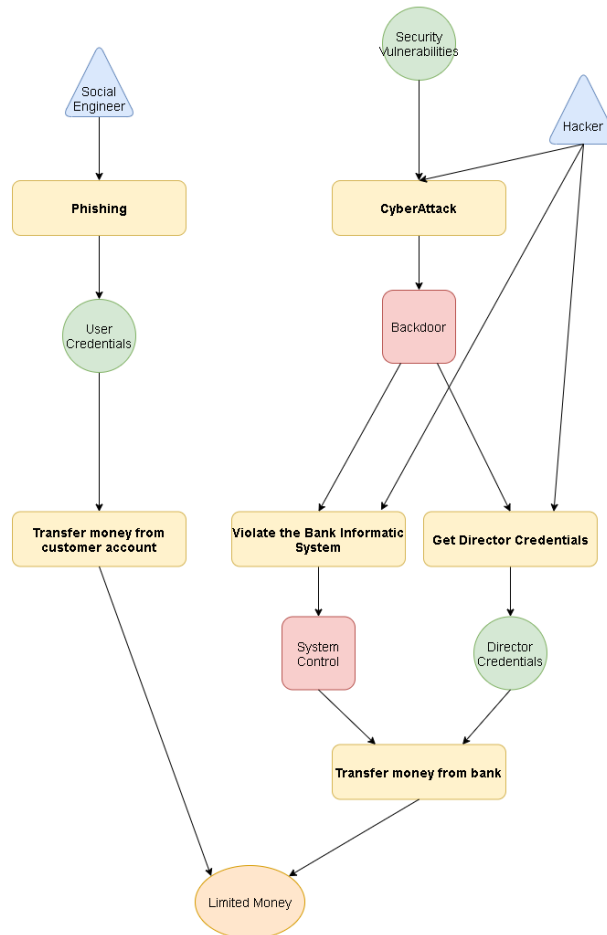 Security
Vulnerabilities
Social
Engineer
Hacker
Phishing
CyberAttack
User
Credentials
Backdoor
Transfer money from
customer account
Violate the Bank Informatic
System
Get Director Credentials
System
Control
Director
Credentials
Transfer money from bank
Limited Money